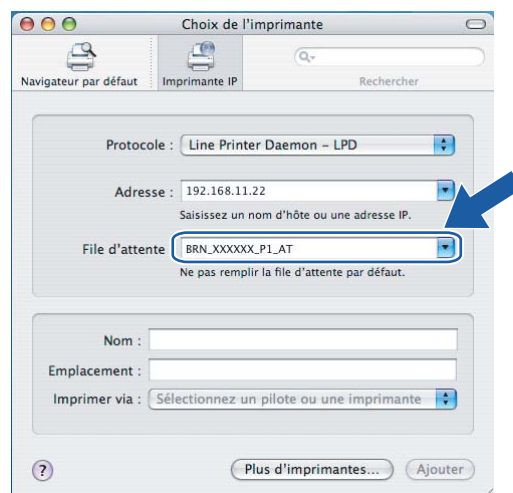 Choix de l'imprimante
Navigateur par défaut
Imprimante IP
Q
Rechercher
Protocole : Line Printer Daemon – LPD
Adresse : 192.168.11.22
Saisissez un nom d'hôte ou une adresse IP.
File d'attente BRN_XXXXXX_P1_AT
Ne pas remplir la file d'attente par défaut.
Nom :
Emplacement :
Imprimer via : Sélectionnez un pilote ou une imprimante
? Plus d'imprimantes... Ajouter